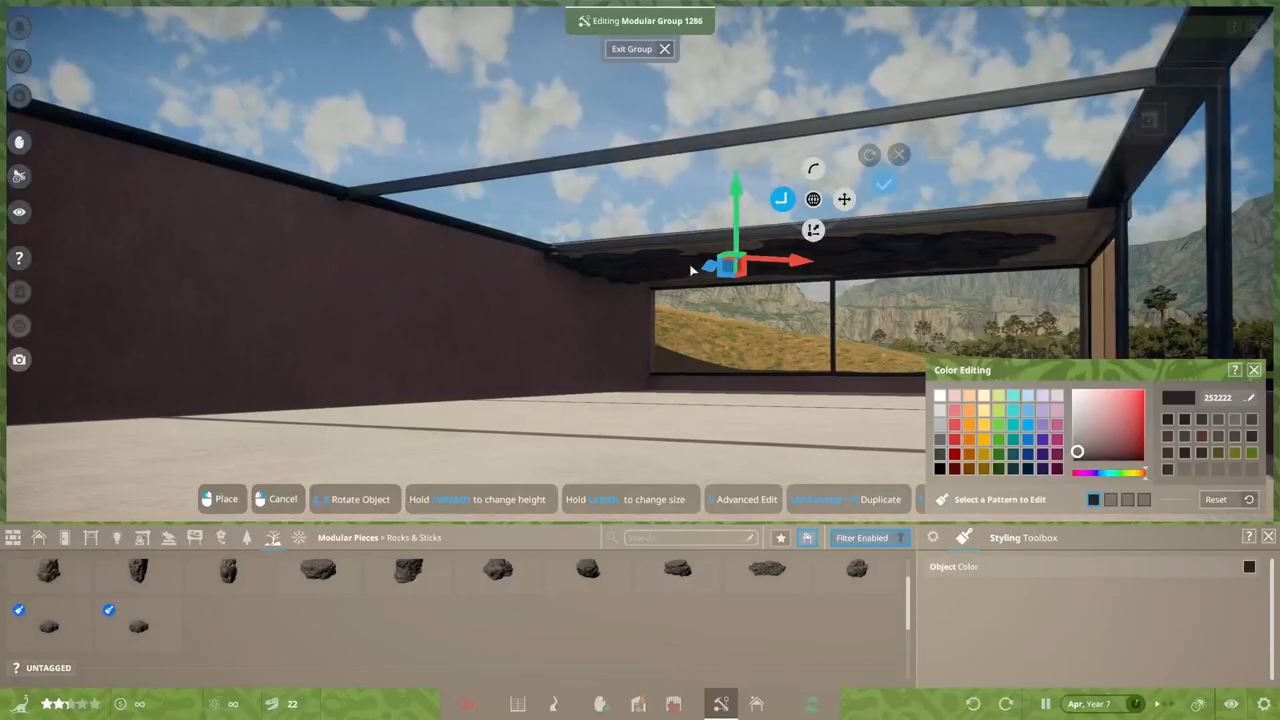 Editing Modular Group 1286
Exit Group
Color Editing
?
252222
Place
Cancel
Rotate Object
Hold LeftShift to change height
Hold to change size
Advanced Edit
Duplicate
Select a Pattern to Edit
Reset
Modular Pieces > Rocks & Sticks
Search
Filter Enabled
Styling Toolbox
?
Object Color
? UNTAGGED
∞
∞
22
Apr, Year 7